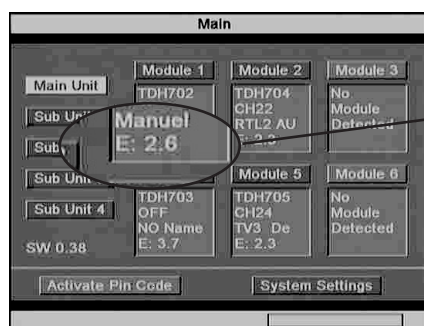 Main
Main Unit
Sub Uni
Sub
Sub Uni
Sub Unit 4
SW 0.38
Module 1
TDH702
Manuel
E: 2.6
Module 2
TDH704
CH22
RTL2 AU
Module 3
No
Module
Detected
TDH703
OFF
NO Name
E: 3.7
Module 5
TDH705
CH24
TV3 De
E: 2.3
Module 6
No
Module
Detected
Activate Pin Code
System Settings